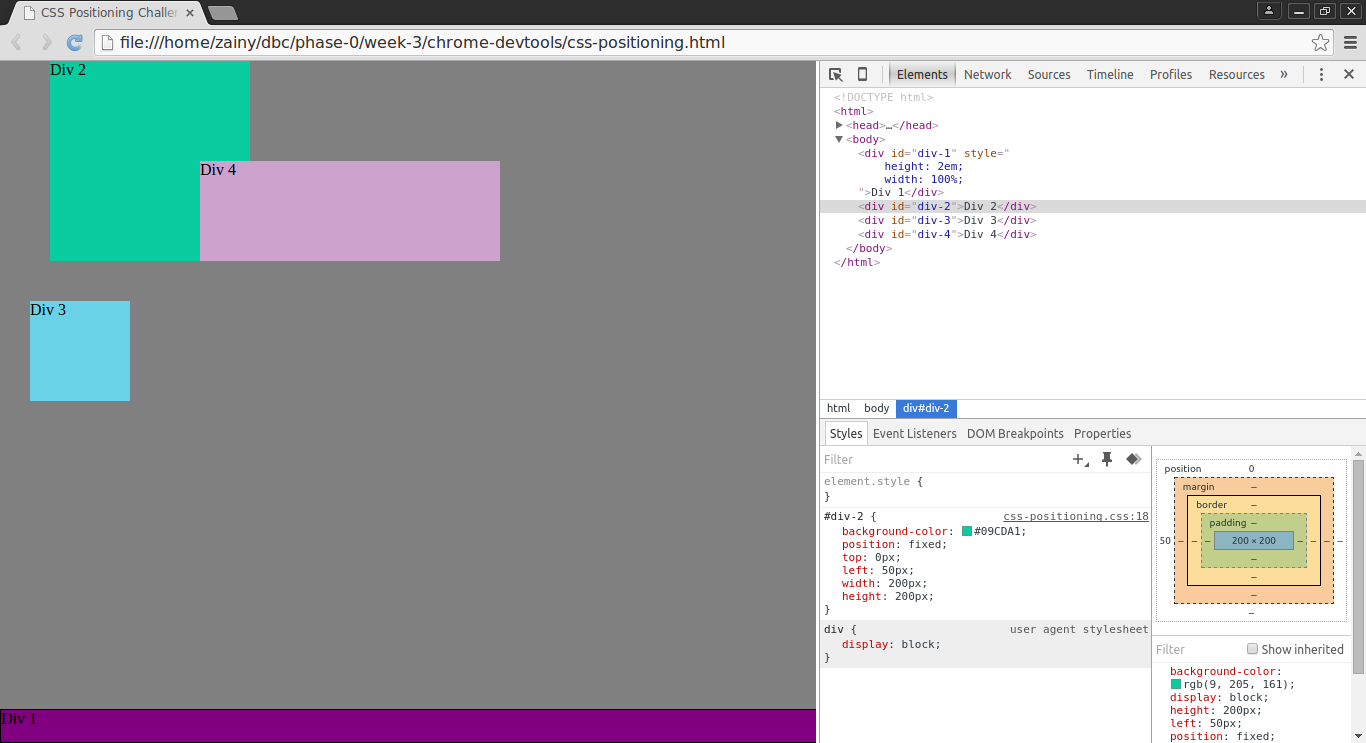 CSS Positioning Challe
file:///home/zainy/dbc/phase-0/week-3/chrome-devtools/css-positioning.html
Div 2
Div 4
Div 3
Div 1
Elements Network Sources Timeline Profiles Resources »
<!DOCTYPE html>
<html>
<head>…</head>
<body>
<div id="div-1" style="
height: 2em;
width: 100%;
">Div 1</div>
<div id="div-2">Div 2</div>
<div id="div-3">Div 3</div>
<div id="div-4">Div 4</div>
</body>
</html>
html body div#div-2
Styles Event Listeners DOM Breakpoints Properties
Filter
element.style {
}
#div-2 { css-positioning.css:18
background-color: #09CDA1;
position: fixed;
top: 0px;
left: 50px;
width: 200px;
height: 200px;
}
div { user agent stylesheet
display: block;
}
position 0
margin –
border –
padding –
50 – – – 200 × 200 – – – –
–
–
–
–
Filter Show inherited
background-color:
rgb(9, 205, 161);
display: block;
height: 200px;
left: 50px;
position: fixed;